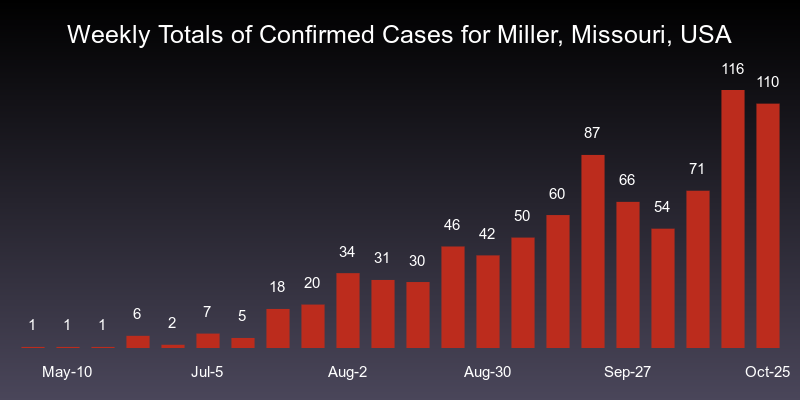 Weekly Totals of Confirmed Cases for Miller, Missouri, USA
1 1 1 6 2 7 5 18 20 34 31 30 46 42 50 60 87 66 54 71 116 110
May-10 Jul-5 Aug-2 Aug-30 Sep-27 Oct-25